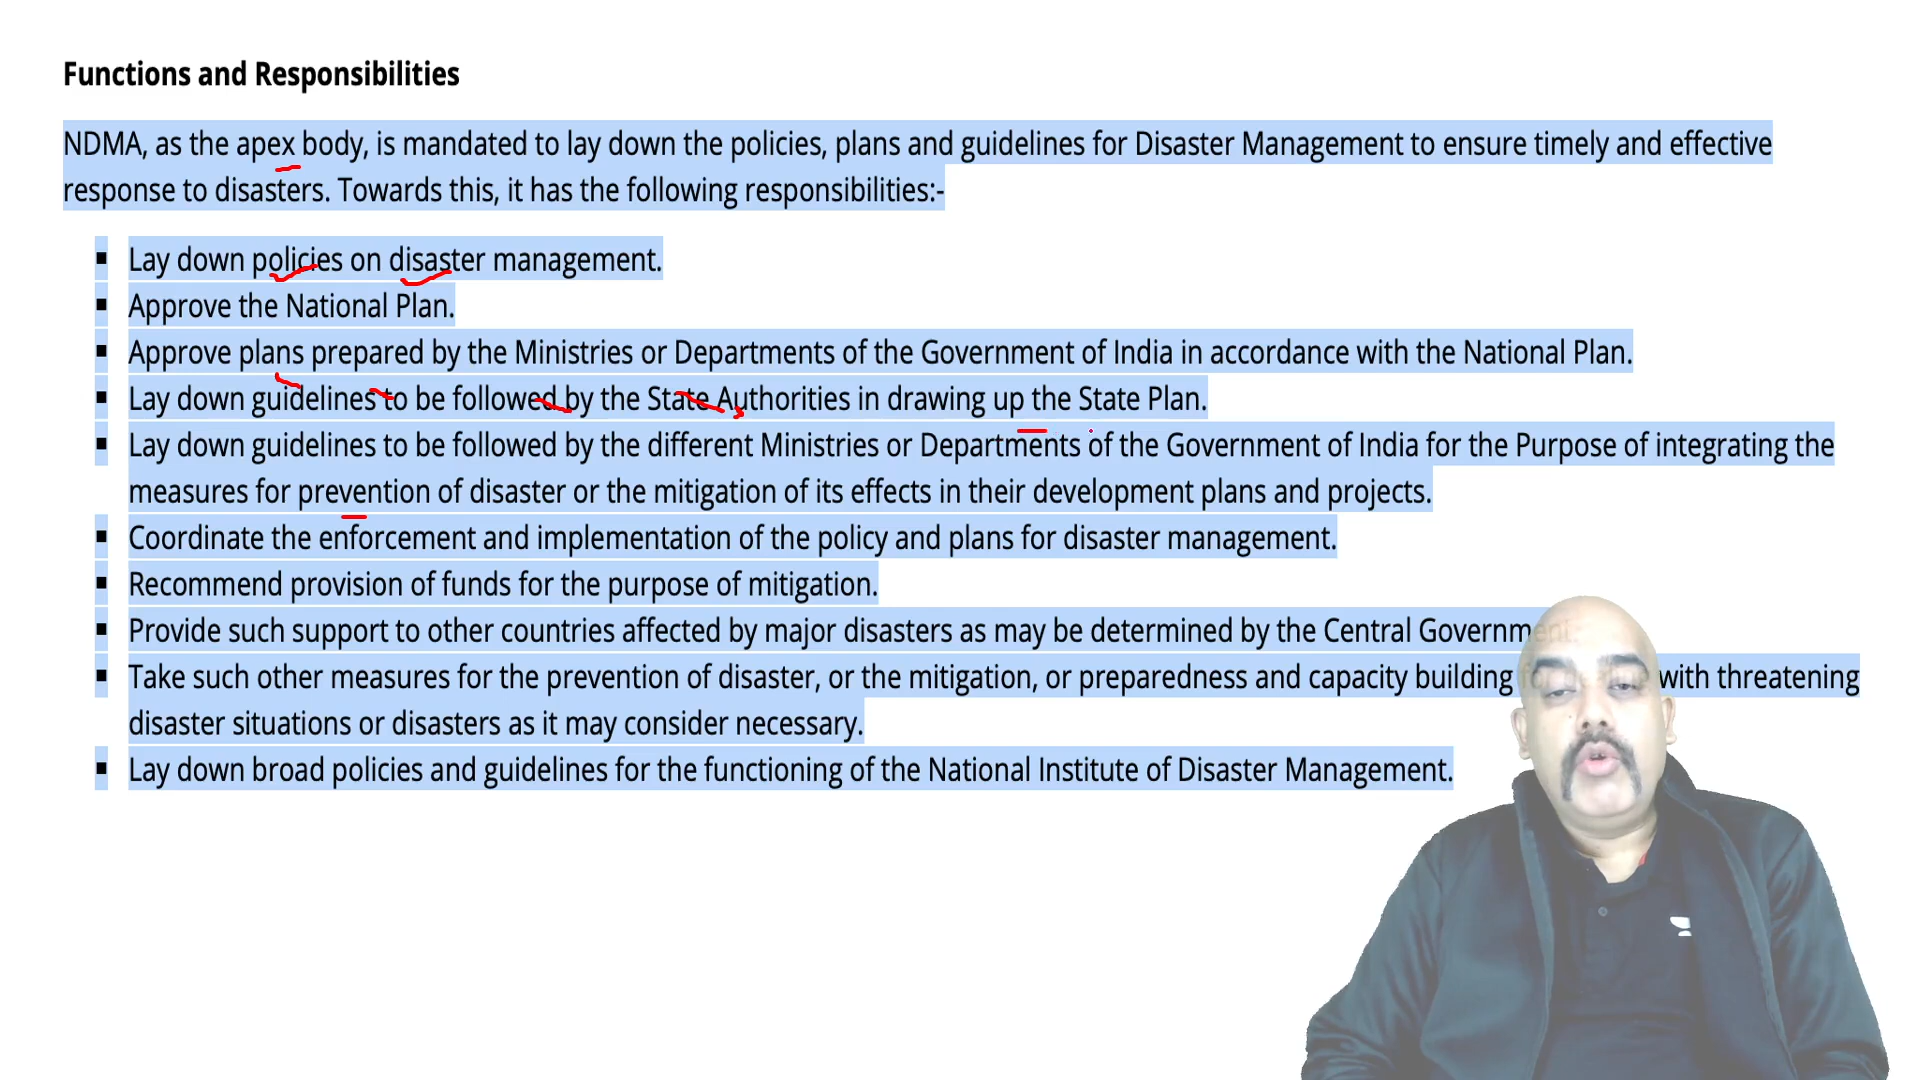 Functions and Responsibilities
NDMA, as the apex body, is mandated to lay down the policies, plans and guidelines for Disaster Management to ensure timely and effective
response to disasters. Towards this, it has the following responsibilities:-
▪ Lay down policies on disaster management.
▪ Approve the National Plan.
▪ Approve plans prepared by the Ministries or Departments of the Government of India in accordance with the National Plan.
▪ Lay down guidelines to be followed by the State Authorities in drawing up the State Plan.
▪ Lay down guidelines to be followed by the different Ministries or Departments of the Government of India for the Purpose of integrating the
measures for prevention of disaster or the mitigation of its effects in their development plans and projects.
▪ Coordinate the enforcement and implementation of the policy and plans for disaster management.
▪ Recommend provision of funds for the purpose of mitigation.
▪ Provide such support to other countries affected by major disasters as may be determined by the Central Government.
▪ Take such other measures for the prevention of disaster, or the mitigation, or preparedness and capacity building with threatening
disaster situations or disasters as it may consider necessary.
▪ Lay down broad policies and guidelines for the functioning of the National Institute of Disaster Management.